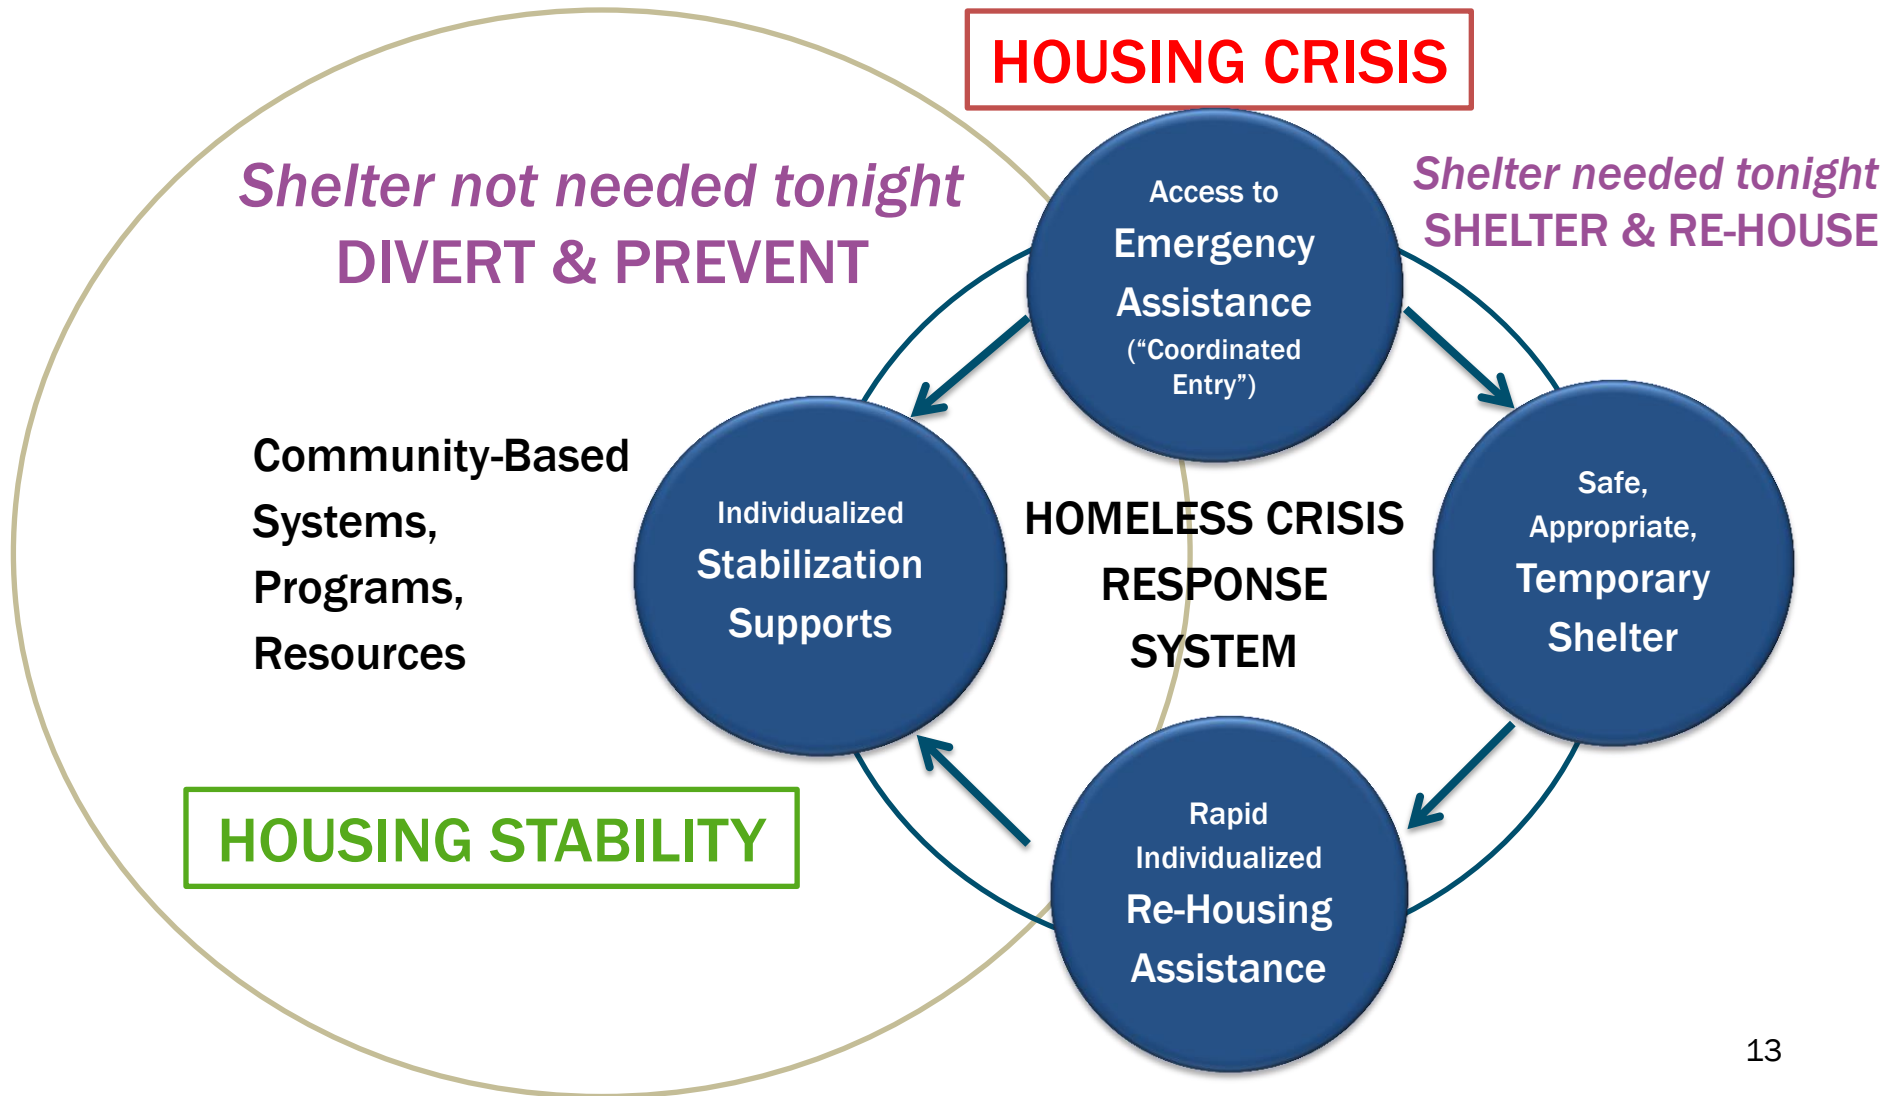 HOUSING CRISIS
Shelter not needed tonight
DIVERT & PREVENT
Access to
Emergency
Assistance
(“Coordinated
Entry”)
Shelter needed tonight
SHELTER & RE-HOUSE
Community-Based
Systems,
Programs,
Resources
Individualized
Stabilization
Supports
HOMELESS CRISIS
RESPONSE
SYSTEM
Safe,
Appropriate,
Temporary
Shelter
HOUSING STABILITY
Rapid
Individualized
Re-Housing
Assistance
13